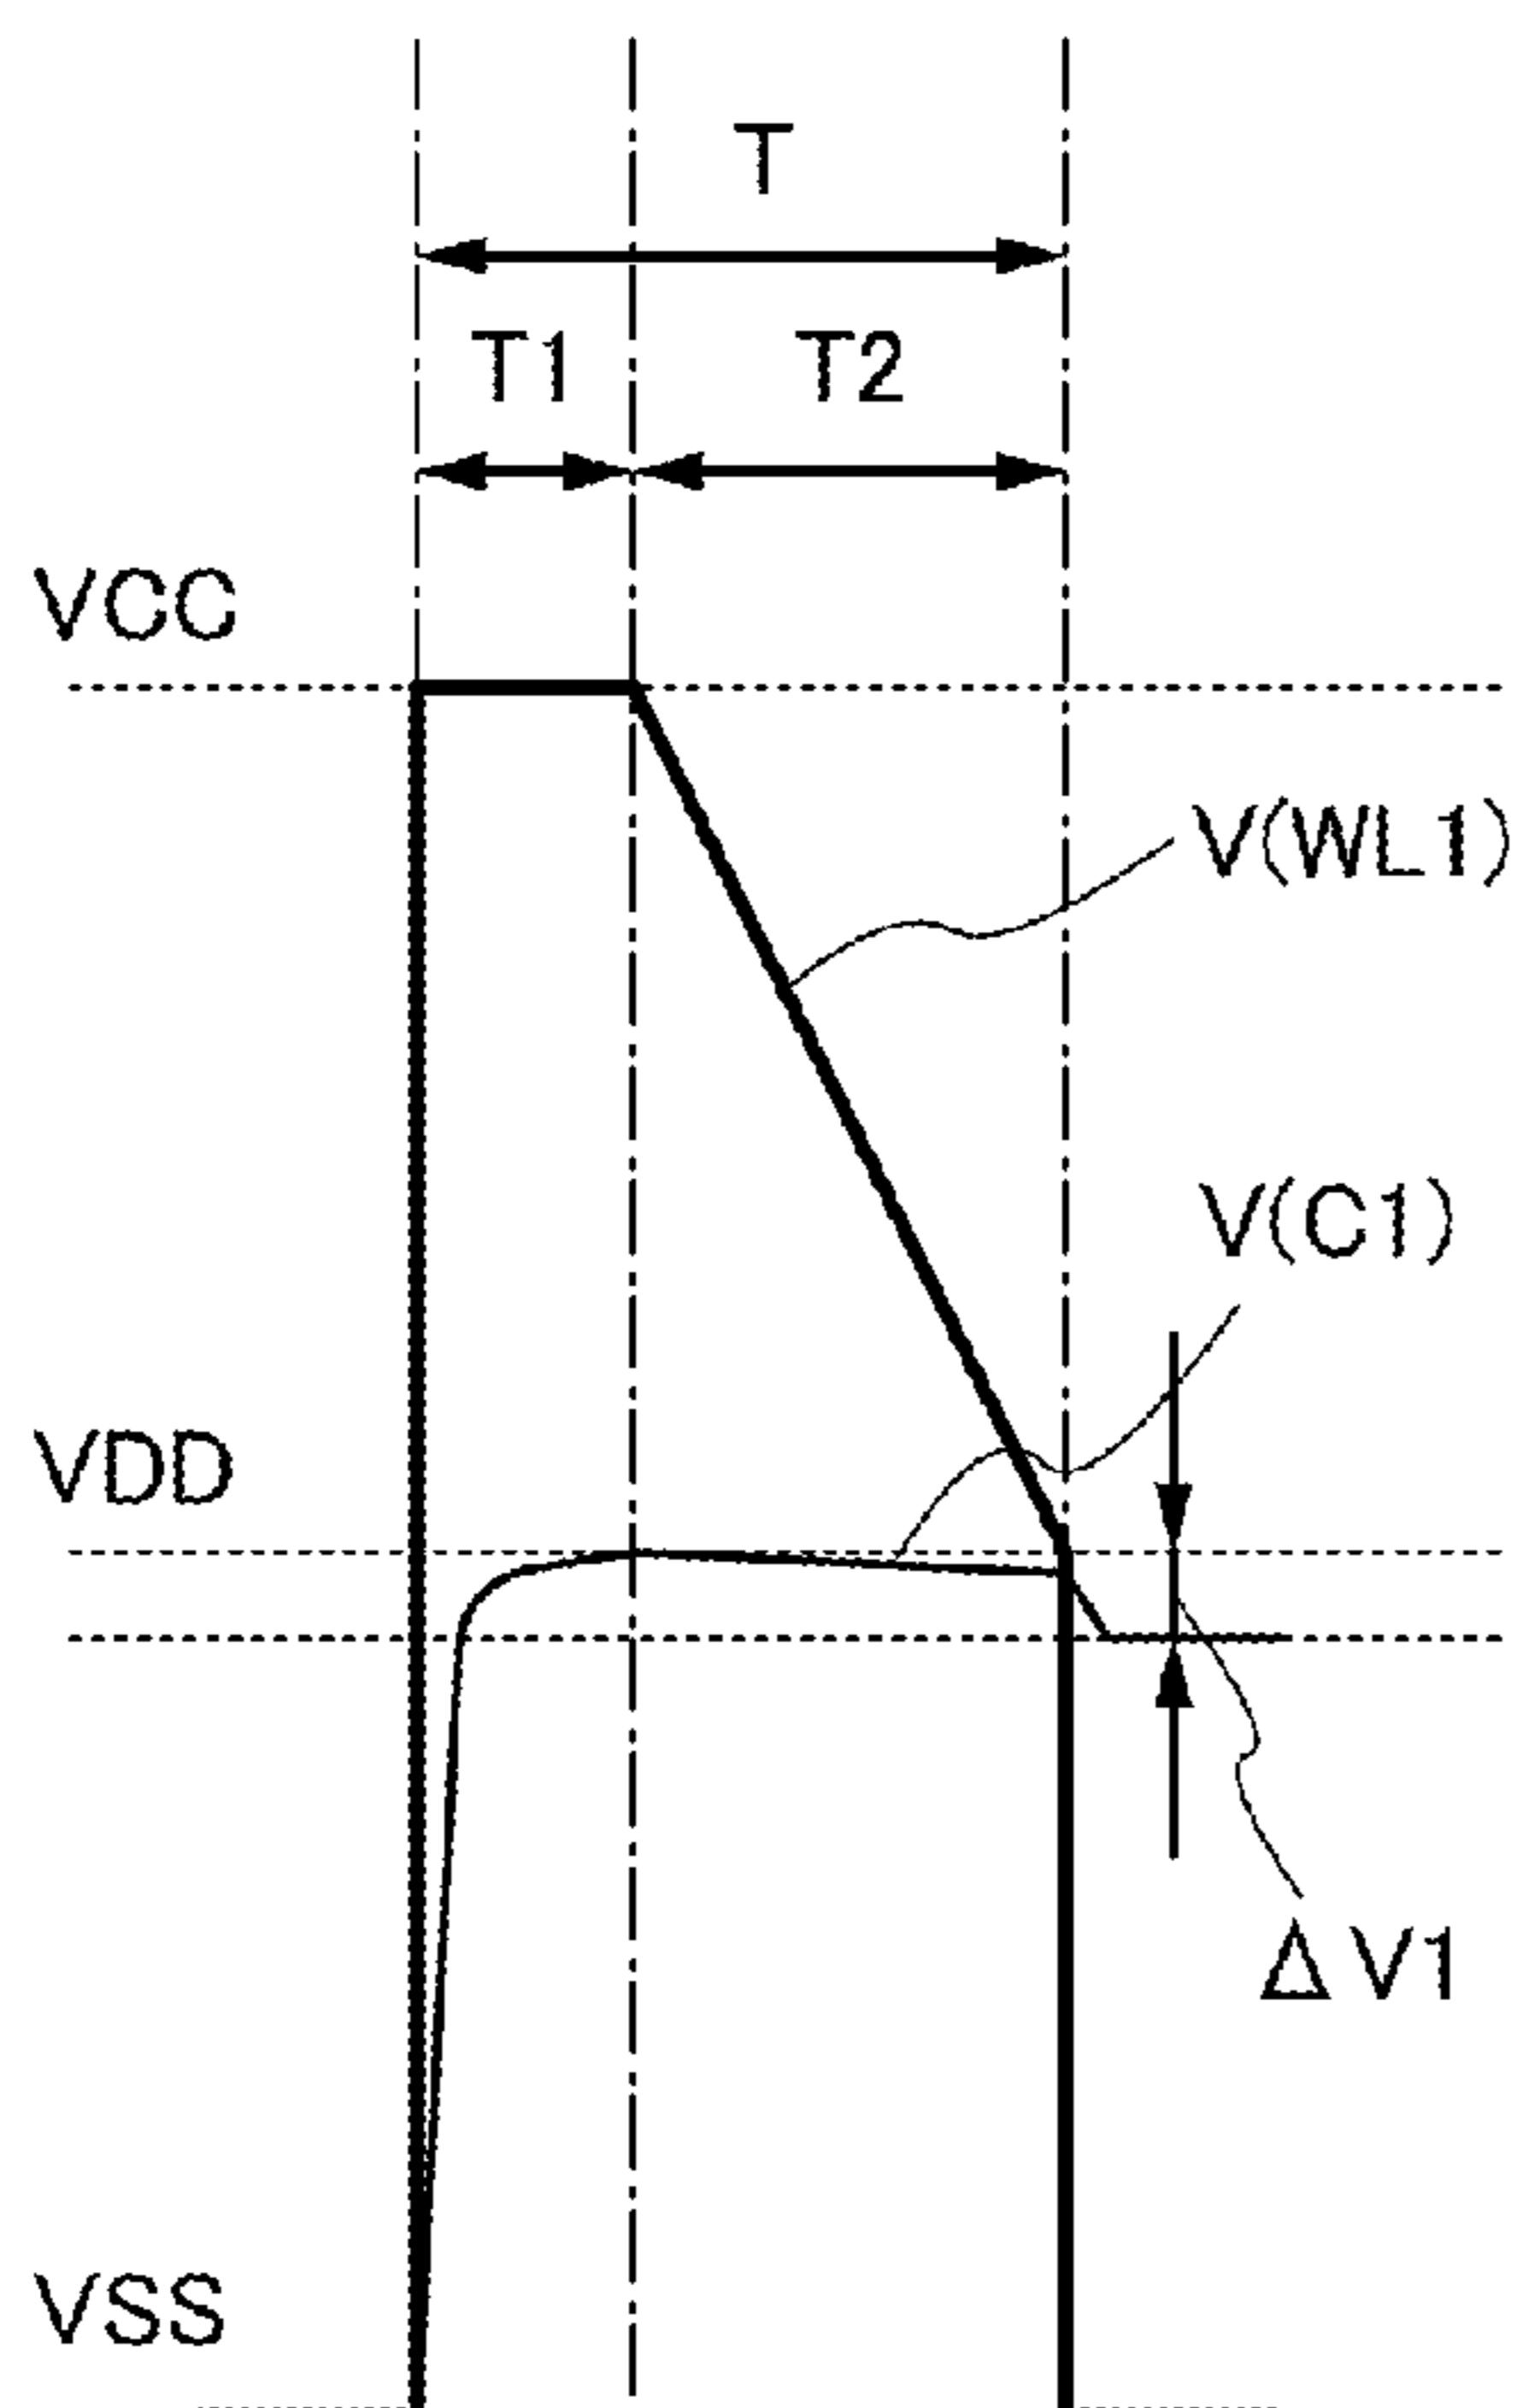 T
T1
T2
VCC
V(WL1)
V(C1)
VDD
ΔV1
VSS